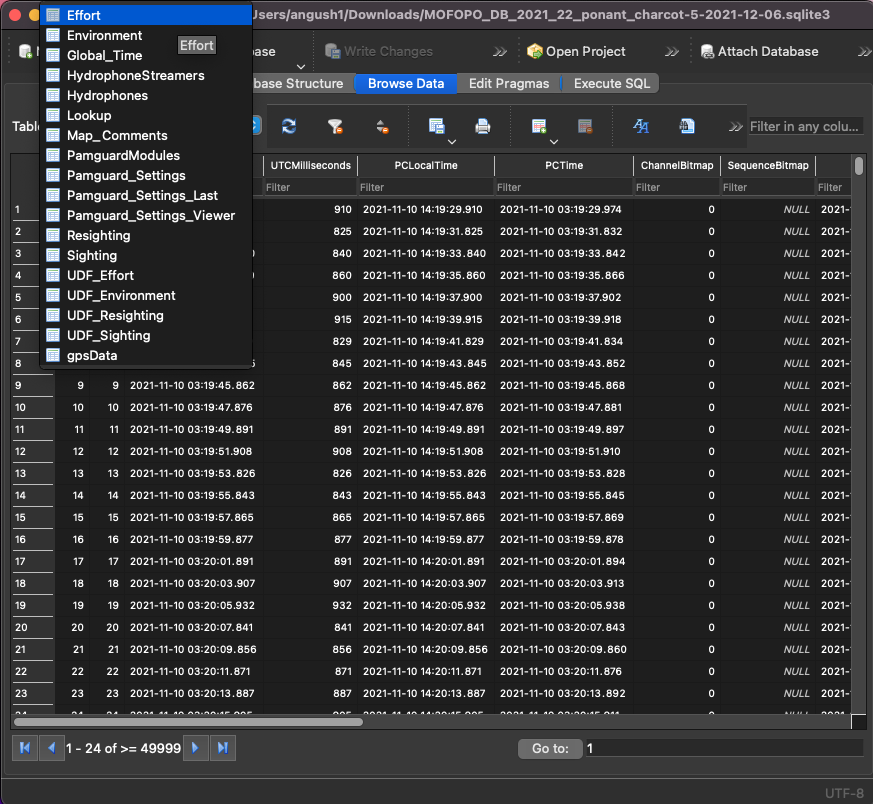 Users/angush1/Downloads/MOFOPO_DB_2021_22_ponant_charcot-5-2021-12-06.sqlite3
Effort
Environment
Global_Time
HydrophoneStreamers
Hydrophones
Lookup
Map_Comments
PamguardModules
Pamguard_Settings
Pamguard_Settings_Last
Pamguard_Settings_Viewer
Resighting
Sighting
UDF_Effort
UDF_Environment
UDF_Resighting
UDF_Sighting
gpsData
Effort
Write Changes
Open Project
Attach Database
Browse Data
Edit Pragmas
Execute SQL
Structure
Filter in any colu...
UTCMilliseconds PCLocalTime PCTime ChannelBitmap SequenceBitmap
Filter Filter Filter Filter Filter Filter
1 910 2021-11-10 14:19:29.910 2021-11-10 03:19:29.974 0 NULL 2021-
2 825 2021-11-10 14:19:31.825 2021-11-10 03:19:31.832 0 NULL 2021-
3 840 2021-11-10 14:19:33.840 2021-11-10 03:19:33.842 0 NULL 2021-
4 860 2021-11-10 14:19:35.860 2021-11-10 03:19:35.866 0 NULL 2021-
5 900 2021-11-10 14:19:37.900 2021-11-10 03:19:37.902 0 NULL 2021-
6 915 2021-11-10 14:19:39.915 2021-11-10 03:19:39.918 0 NULL 2021-
7 829 2021-11-10 14:19:41.829 2021-11-10 03:19:41.834 0 NULL 2021-
8 845 2021-11-10 14:19:43.845 2021-11-10 03:19:43.852 0 NULL 2021-
9 9 9 2021-11-10 03:19:45.862 862 2021-11-10 14:19:45.862 2021-11-10 03:19:45.868 0 NULL 2021-
10 10 10 2021-11-10 03:19:47.876 876 2021-11-10 14:19:47.876 2021-11-10 03:19:47.881 0 NULL 2021-
11 11 11 2021-11-10 03:19:49.891 891 2021-11-10 14:19:49.891 2021-11-10 03:19:49.897 0 NULL 2021-
12 12 12 2021-11-10 03:19:51.908 908 2021-11-10 14:19:51.908 2021-11-10 03:19:51.910 0 NULL 2021-
13 13 13 2021-11-10 03:19:53.826 826 2021-11-10 14:19:53.826 2021-11-10 03:19:53.828 0 NULL 2021-
14 14 14 2021-11-10 03:19:55.843 843 2021-11-10 14:19:55.843 2021-11-10 03:19:55.845 0 NULL 2021-
15 15 15 2021-11-10 03:19:57.865 865 2021-11-10 14:19:57.865 2021-11-10 03:19:57.869 0 NULL 2021-
16 16 16 2021-11-10 03:19:59.877 877 2021-11-10 14:19:59.877 2021-11-10 03:19:59.878 0 NULL 2021-
17 17 17 2021-11-10 03:20:01.891 891 2021-11-10 14:20:01.891 2021-11-10 03:20:01.894 0 NULL 2021-
18 18 18 2021-11-10 03:20:03.907 907 2021-11-10 14:20:03.907 2021-11-10 03:20:03.913 0 NULL 2021-
19 19 19 2021-11-10 03:20:05.932 932 2021-11-10 14:20:05.932 2021-11-10 03:20:05.938 0 NULL 2021-
20 20 20 2021-11-10 03:20:07.841 841 2021-11-10 14:20:07.841 2021-11-10 03:20:07.843 0 NULL 2021-
21 21 21 2021-11-10 03:20:09.856 856 2021-11-10 14:20:09.856 2021-11-10 03:20:09.860 0 NULL 2021-
22 22 22 2021-11-10 03:20:11.871 871 2021-11-10 14:20:11.871 2021-11-10 03:20:11.876 0 NULL 2021-
23 23 23 2021-11-10 03:20:13.887 887 2021-11-10 14:20:13.887 2021-11-10 03:20:13.892 0 NULL 2021-
1 - 24 of >= 49999
Go to: 1
UTF-8